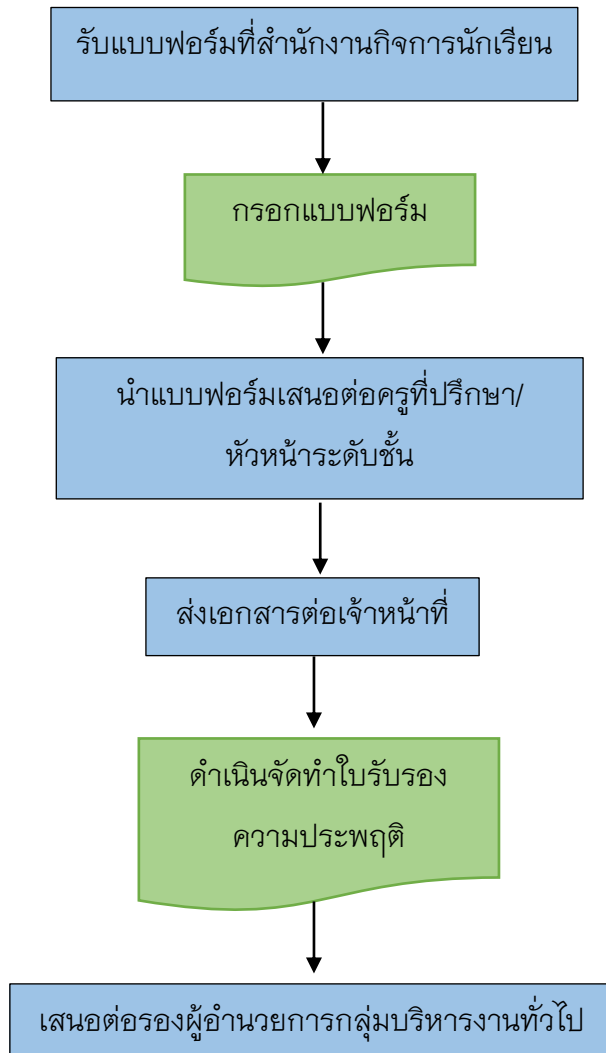 รับแบบฟอร์มที่สำนักงานกิจการนักเรียน
กรอกแบบฟอร์ม
นำแบบฟอร์มเสนอต่อครูที่ปรึกษา/
หัวหน้าระดับชั้น
ส่งเอกสารต่อเจ้าหน้าที่
ดำเนินจัดทำใบรับรอง
ความประพฤติ
เสนอต่อรองผู้อำนวยการกลุ่มบริหารงานทั่วไป